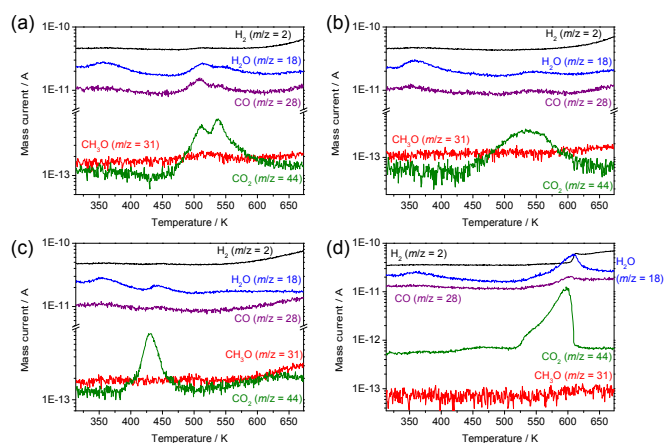 (a)
1E-10
1E-11
1E-13
Mass current / A
H₂ (m/z = 2)
H₂O (m/z = 18)
CO (m/z = 28)
CH₃O (m/z = 31)
CO₂ (m/z = 44)
350 400 450 500 550 600 650
Temperature / K
(b)
1E-10
1E-11
1E-13
Mass current / A
H₂ (m/z = 2)
H₂O (m/z = 18)
CO (m/z = 28)
CH₃O (m/z = 31)
CO₂ (m/z = 44)
350 400 450 500 550 600 650
Temperature / K
(c)
1E-10
1E-11
1E-13
Mass current / A
H₂ (m/z = 2)
H₂O (m/z = 18)
CO (m/z = 28)
CH₃O (m/z = 31)
CO₂ (m/z = 44)
350 400 450 500 550 600 650
Temperature / K
(d)
1E-10
1E-11
1E-12
1E-13
Mass current / A
H₂ (m/z = 2)
H₂O
(m/z = 18)
CO (m/z = 28)
CO₂ (m/z = 44)
CH₃O (m/z = 31)
350 400 450 500 550 600 650
Temperature / K